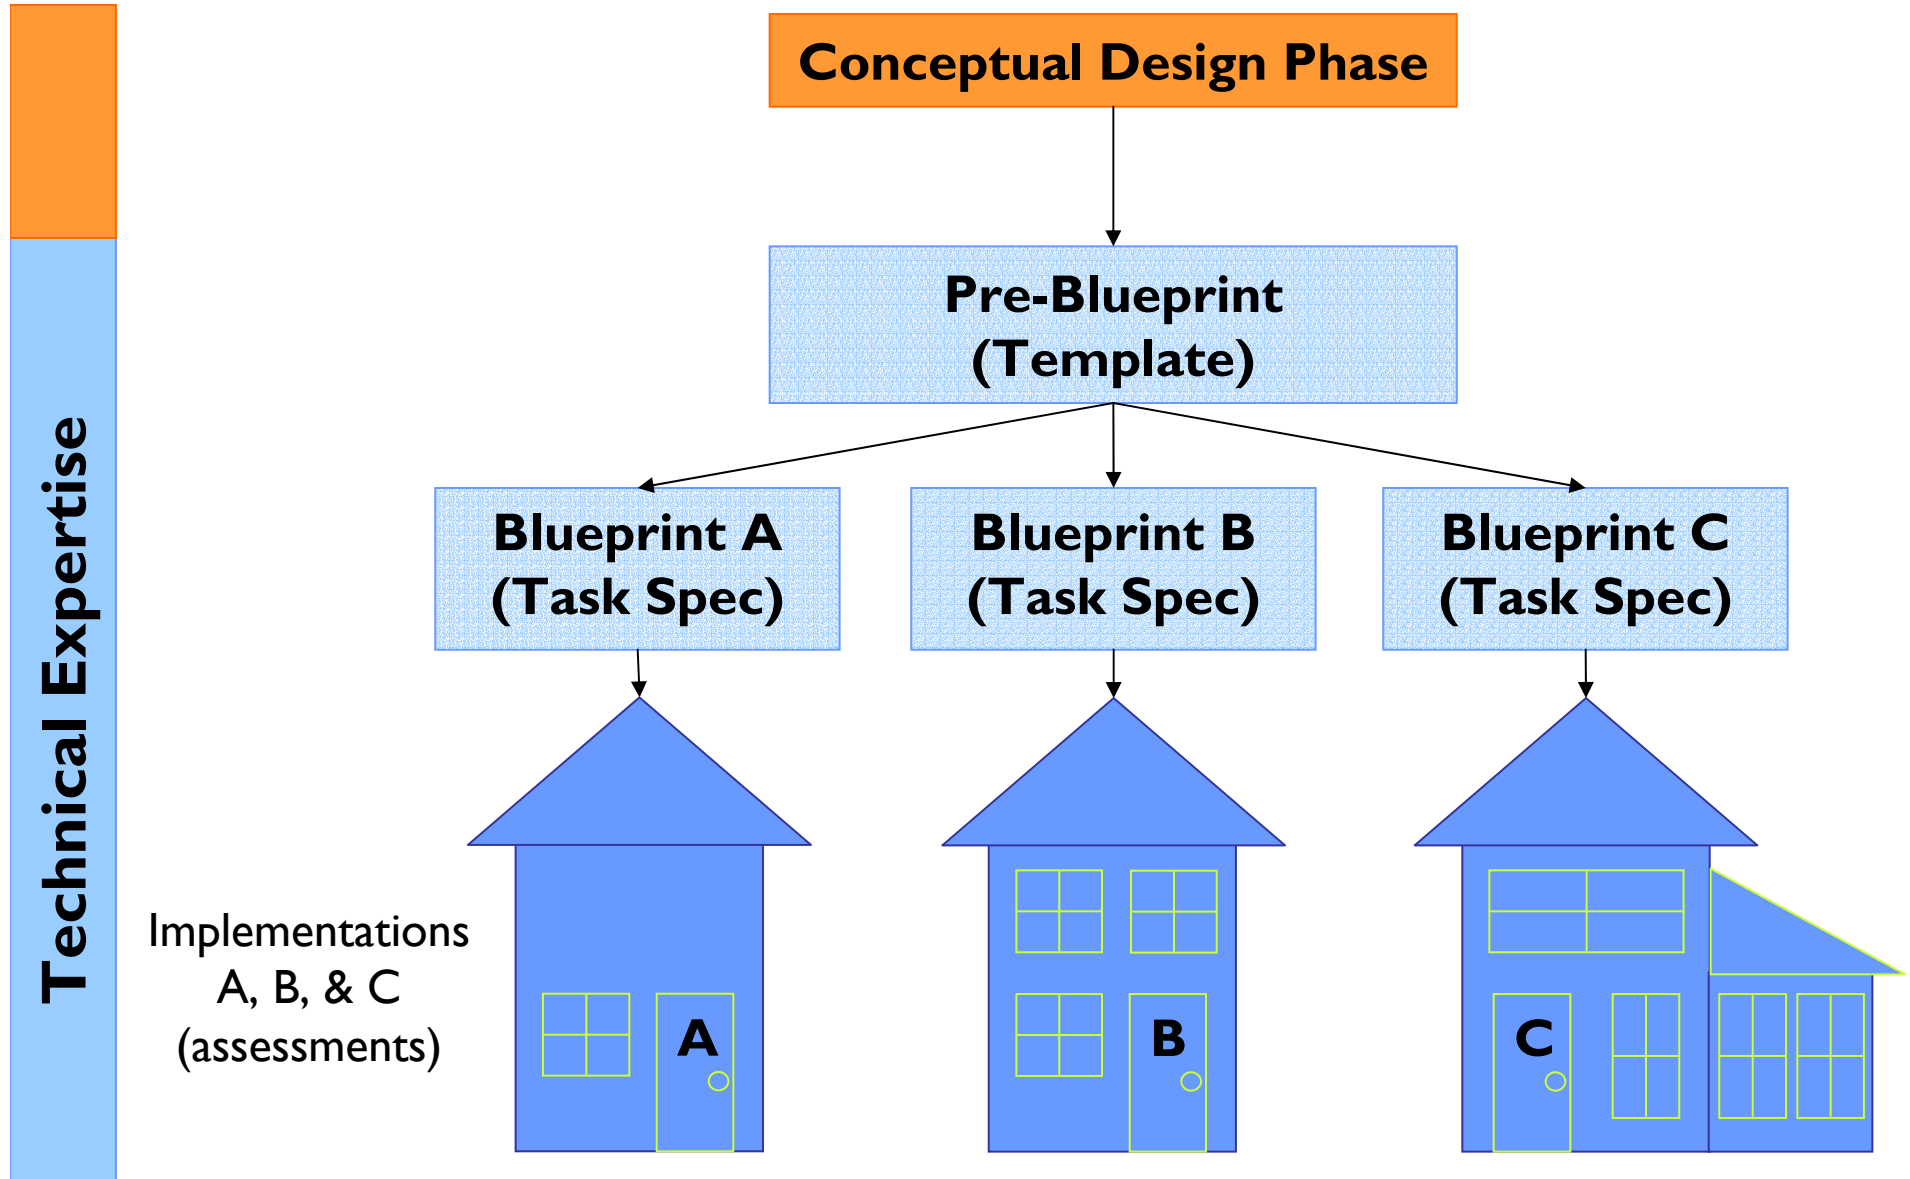 Conceptual Design Phase
Pre-Blueprint
(Template)
Blueprint A
(Task Spec)
Blueprint B
(Task Spec)
Blueprint C
(Task Spec)
Technical Expertise
Implementations
A, B, & C
(assessments)
A
B
C